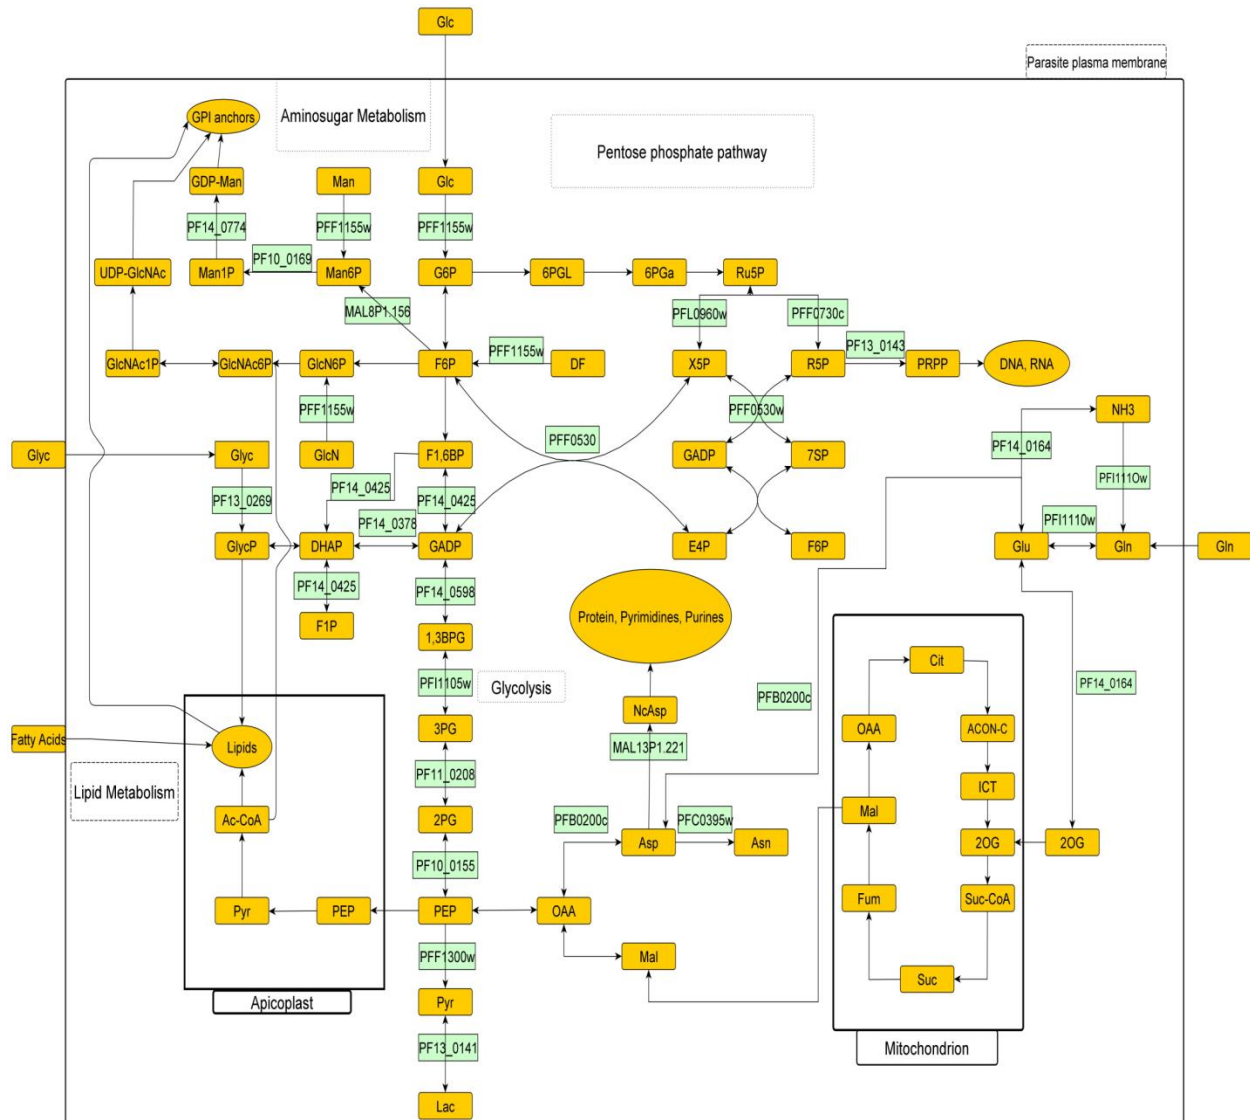 Glc
Parasite plasma membrane
GPI anchors
Aminosugar Metabolism
Pentose phosphate pathway
GDP-Man
Man
Glc
PF14_0774
PFF1155w
PFF1155w
PF10_0169
UDP-GlcNAc
Man1P
Man6P
G6P
6PGL
6PGa
Ru5P
MAL8P1.156
PFL0960w
PFF0730c
PFF1155w
PF13_0143
GlcNAc1P
GlcNAc6P
GlcN6P
F6P
DF
X5P
R5P
PRPP
DNA, RNA
PFF1155w
PFF0530w
NH3
PFF0530
PF14_0164
Glyc
Glyc
GlcN
F1,6BP
GADP
7SP
PF13_0269
PF14_0425
PF14_0425
PFI111Ow
PF14_0378
PFI1110w
GlycP
DHAP
GADP
E4P
F6P
Glu
Gln
Gln
PF14_0425
PF14_0598
F1P
1,3BPG
Protein, Pyrimidines, Purines
PFI1105w
Glycolysis
Cit
PFB0200c
PF14_0164
NcAsp
3PG
OAA
ACON-C
Fatty Acids
Lipids
MAL13P1.221
PF11_0208
Lipid Metabolism
ICT
Ac-CoA
2PG
Mal
PFB0200c
PFC0395w
Asp
Asn
2OG
2OG
PF10_0155
Pyr
PEP
PEP
OAA
Fum
Suc-CoA
PFF1300w
Mal
Suc
Apicoplast
Pyr
PF13_0141
Mitochondrion
Lac